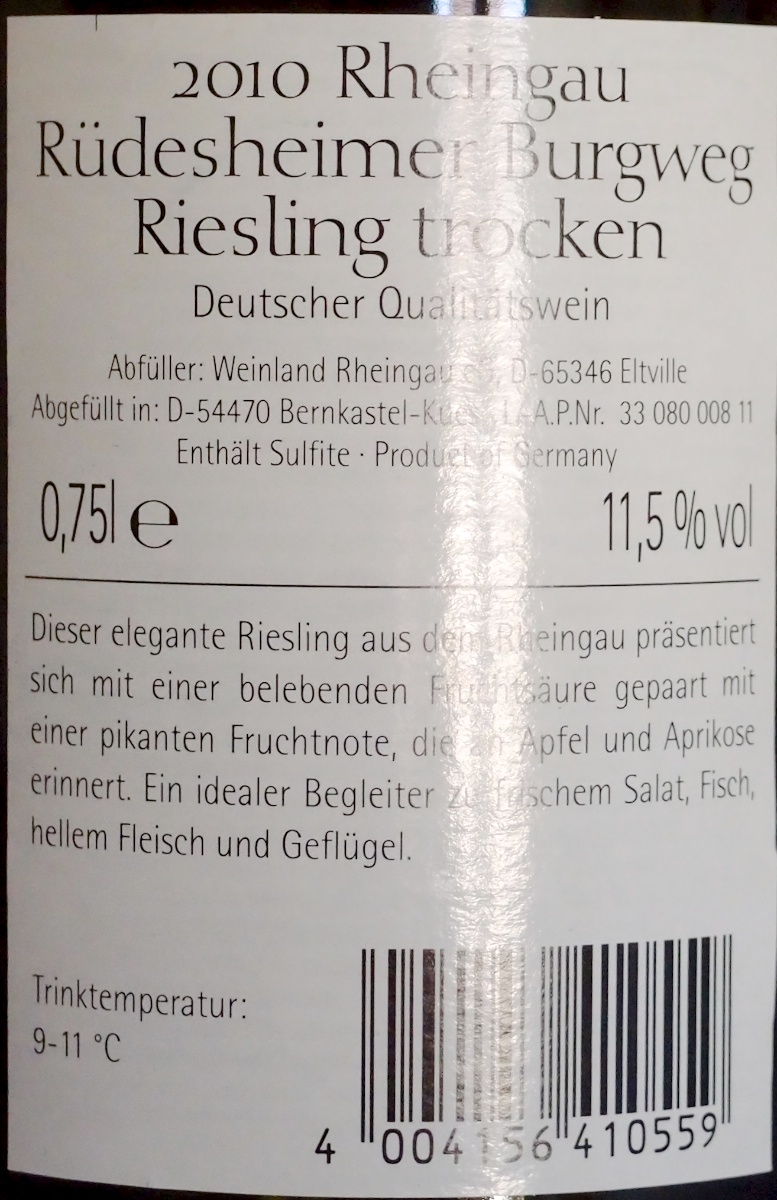 2010 Rheingau
Rüdesheimer Burgweg
Riesling trocken
Deutscher Qualitätswein
Abfüller: Weinland Rheingau eG, D-65346 Eltville
Abgefüllt in: D-54470 Bernkastel-Kues, L-A.P.Nr. 33 080 008 11
Enthält Sulfite · Product of Germany
0,75l e 11,5 % vol
Dieser elegante Riesling aus dem Rheingau präsentiert
sich mit einer belebenden Fruchtsäure gepaart mit
einer pikanten Fruchtnote, die an Apfel und Aprikose
erinnert. Ein idealer Begleiter zu frischem Salat, Fisch,
hellem Fleisch und Geflügel.
Trinktemperatur:
9-11 °C
4 004156 410559